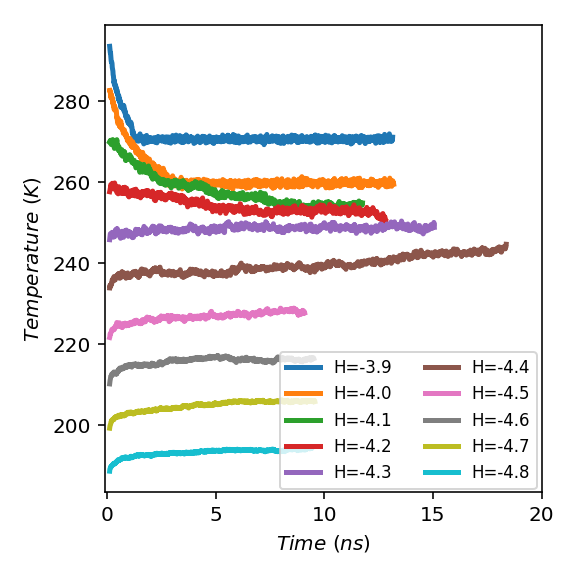 280
260
240
220
200
Temperature (K)
0
5
10
15
20
Time (ns)
H=-3.9
H=-4.0
H=-4.1
H=-4.2
H=-4.3
H=-4.4
H=-4.5
H=-4.6
H=-4.7
H=-4.8